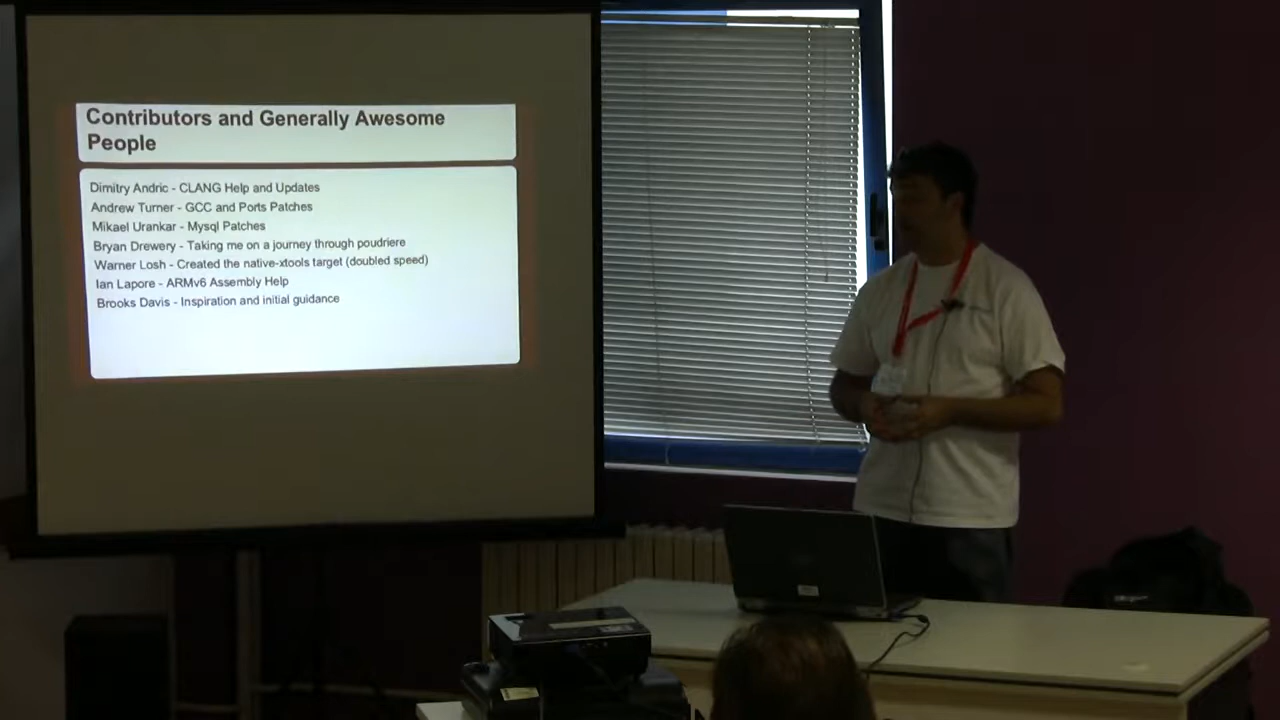 Contributors and Generally Awesome
People
Dimitry Andric - CLANG Help and Updates
Andrew Turner - GCC and Ports Patches
Mikael Urankar - Mysql Patches
Bryan Drewery - Taking me on a journey through poudriere
Warner Losh - Created the native-xtools target (doubled speed)
Ian Lapore - ARMv6 Assembly Help
Brooks Davis - Inspiration and initial guidance